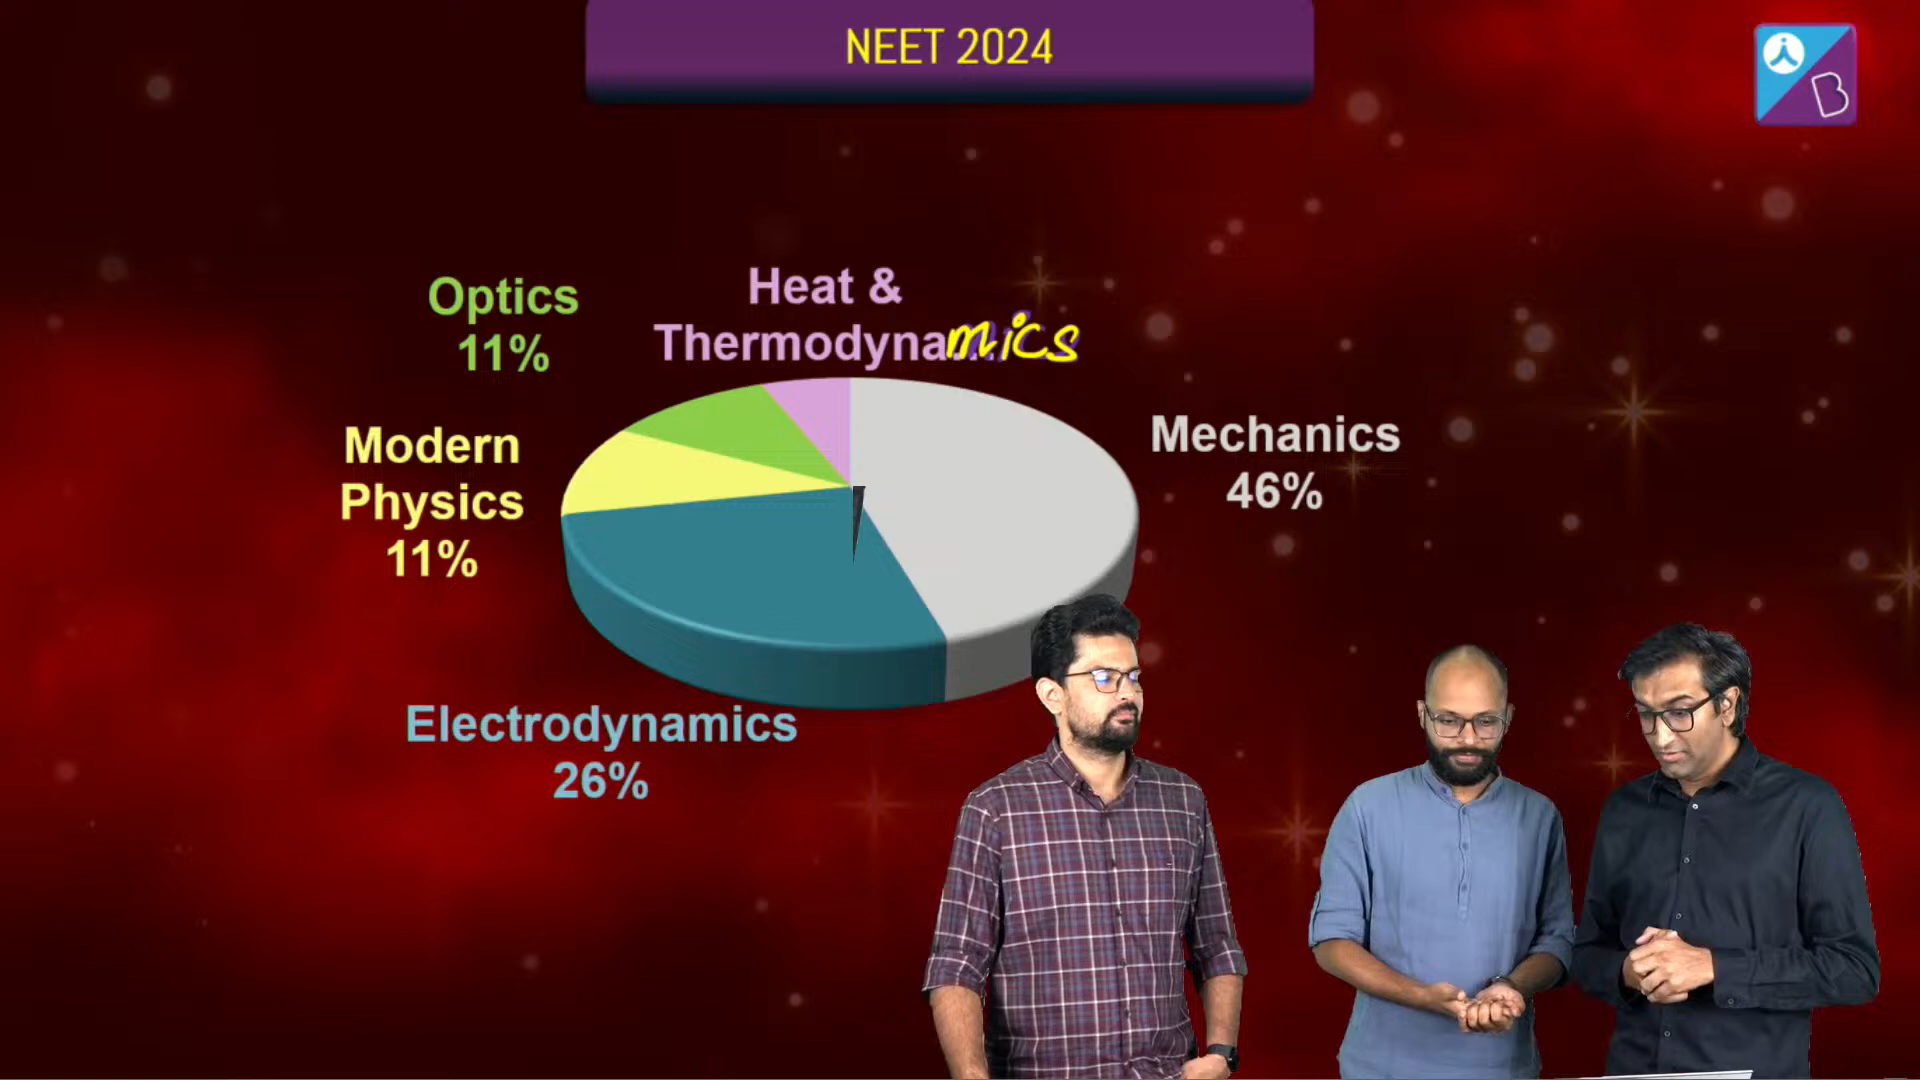 NEET 2024
B
Optics
11%
Heat &
Thermodynamics
Mechanics
46%
Modern
Physics
11%
Electrodynamics
26%